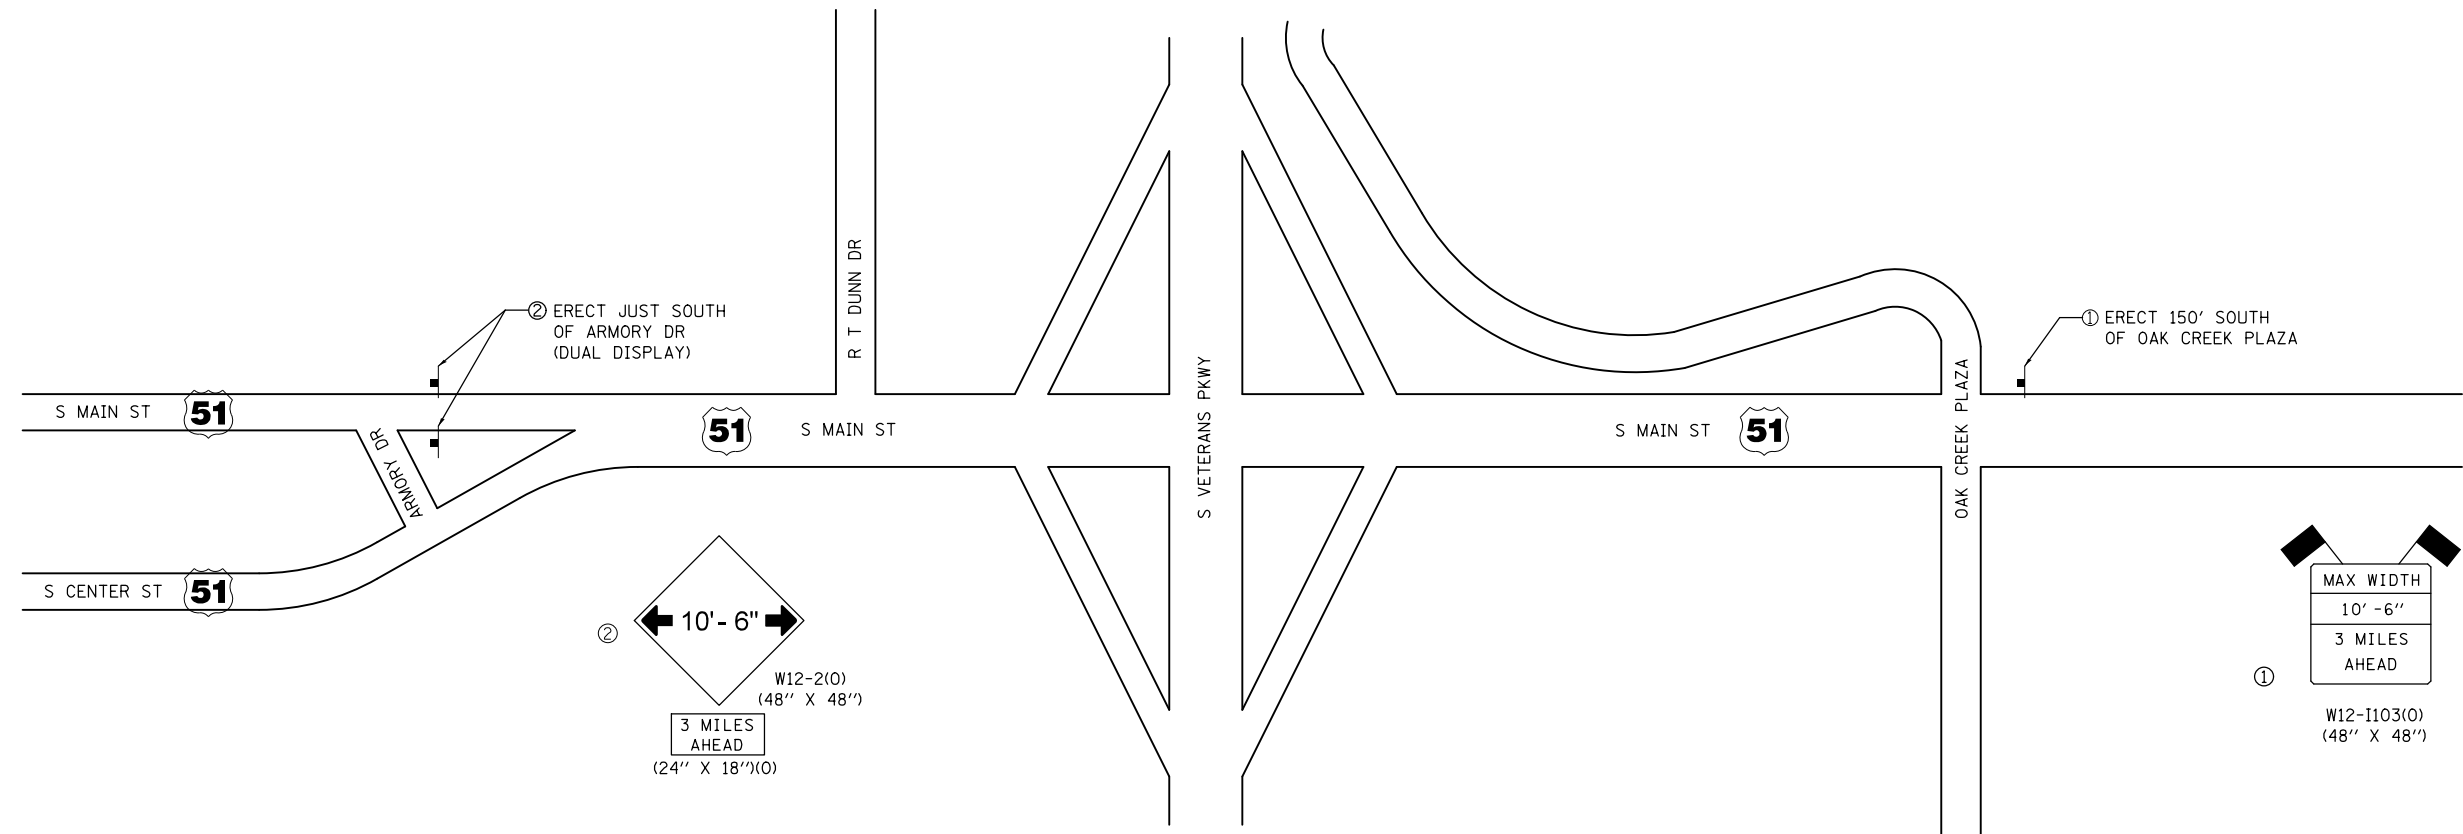 R T DUNN DR
② ERECT JUST SOUTH
OF ARMORY DR
(DUAL DISPLAY)
① ERECT 150' SOUTH
OF OAK CREEK PLAZA
S MAIN ST
51
51
S MAIN ST
S VETERANS PKWY
S MAIN ST
51
OAK CREEK PLAZA
ARMORY DR
S CENTER ST
51
②
10'- 6"
W12-2(O)
(48" X 48")
3 MILES
AHEAD
(24" X 18")(O)
MAX WIDTH
10'-6"
3 MILES
AHEAD
①
W12-I103(O)
(48" X 48")